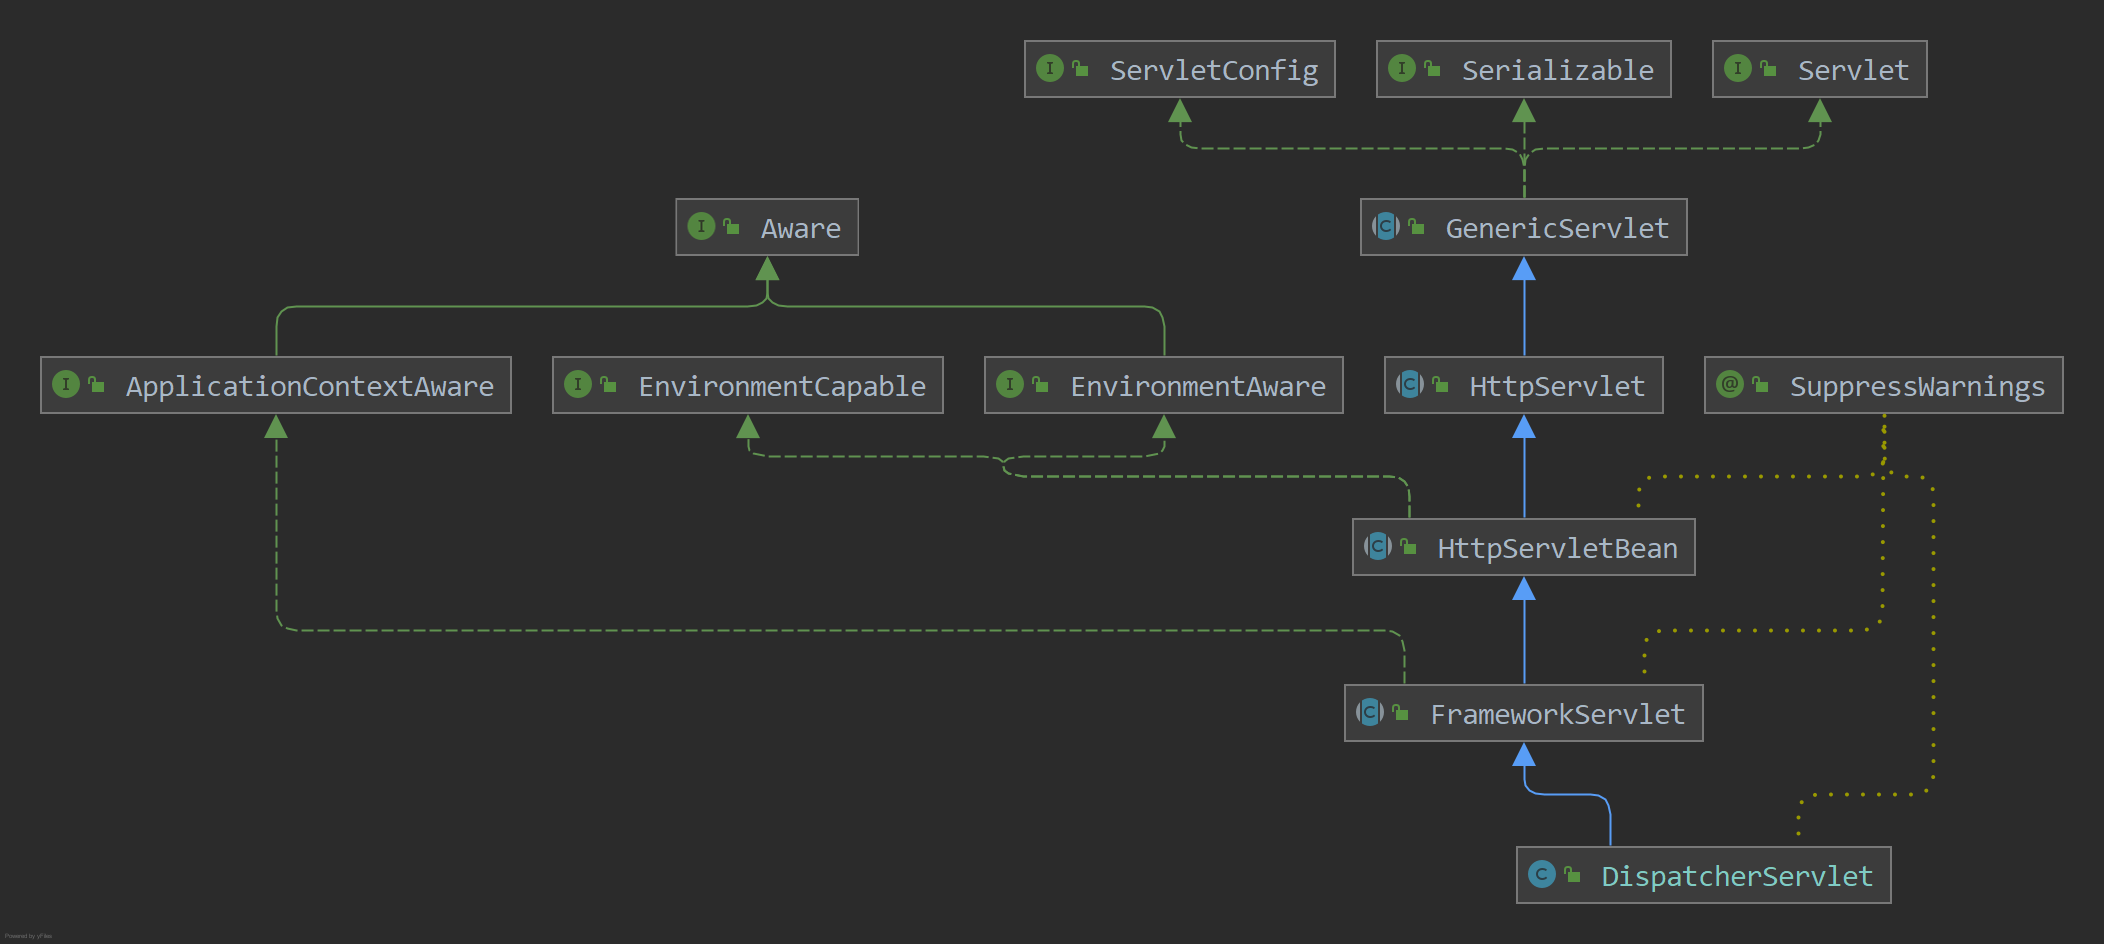 ServletConfig
Serializable
Servlet
Aware
GenericServlet
ApplicationContextAware
EnvironmentCapable
EnvironmentAware
HttpServlet
SuppressWarnings
HttpServletBean
FrameworkServlet
DispatcherServlet
Powered by yFiles